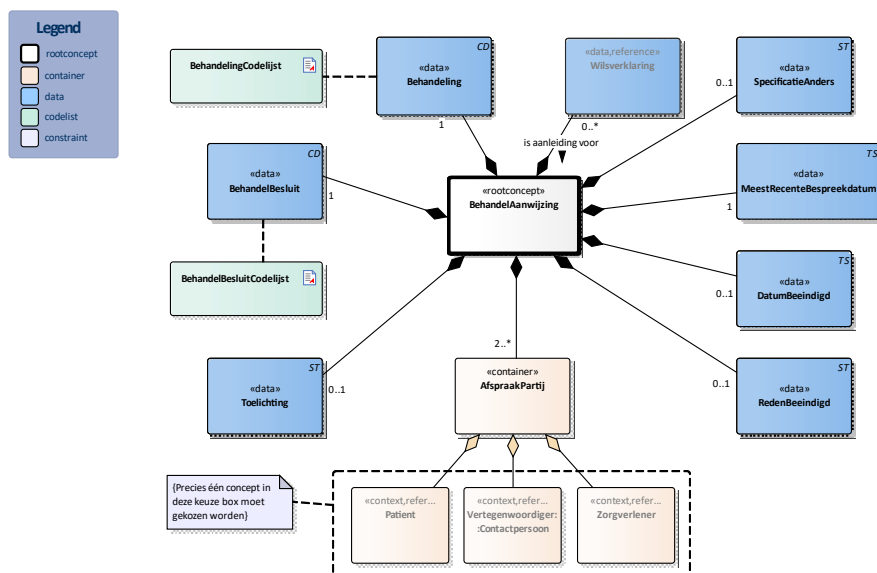 Legend
rootconcept
container
data
codelist
constraint
BehandelingCodelijst
CD
«data»
Behandeling
1
«data,reference»
Wilsverklaring
0..*
is aanleiding voor
ST
«data»
SpecificatieAnders
0..1
CD
«data»
BehandelBesluit
1
«rootconcept»
BehandelAanwijzing
TS
«data»
MeestRecenteBespreekdatum
1
BehandelBesluitCodelijst
TS
«data»
DatumBeeindigd
0..1
ST
«data»
Toelichting
0..1
2..*
«container»
AfspraakPartij
ST
«data»
RedenBeeindigd
0..1
{Precies één concept in
deze keuze box moet
gekozen worden}
«context,refer...
Patient
«context,refer...
Vertegenwoordiger:
:Contactpersoon
«context,refer...
Zorgverlener